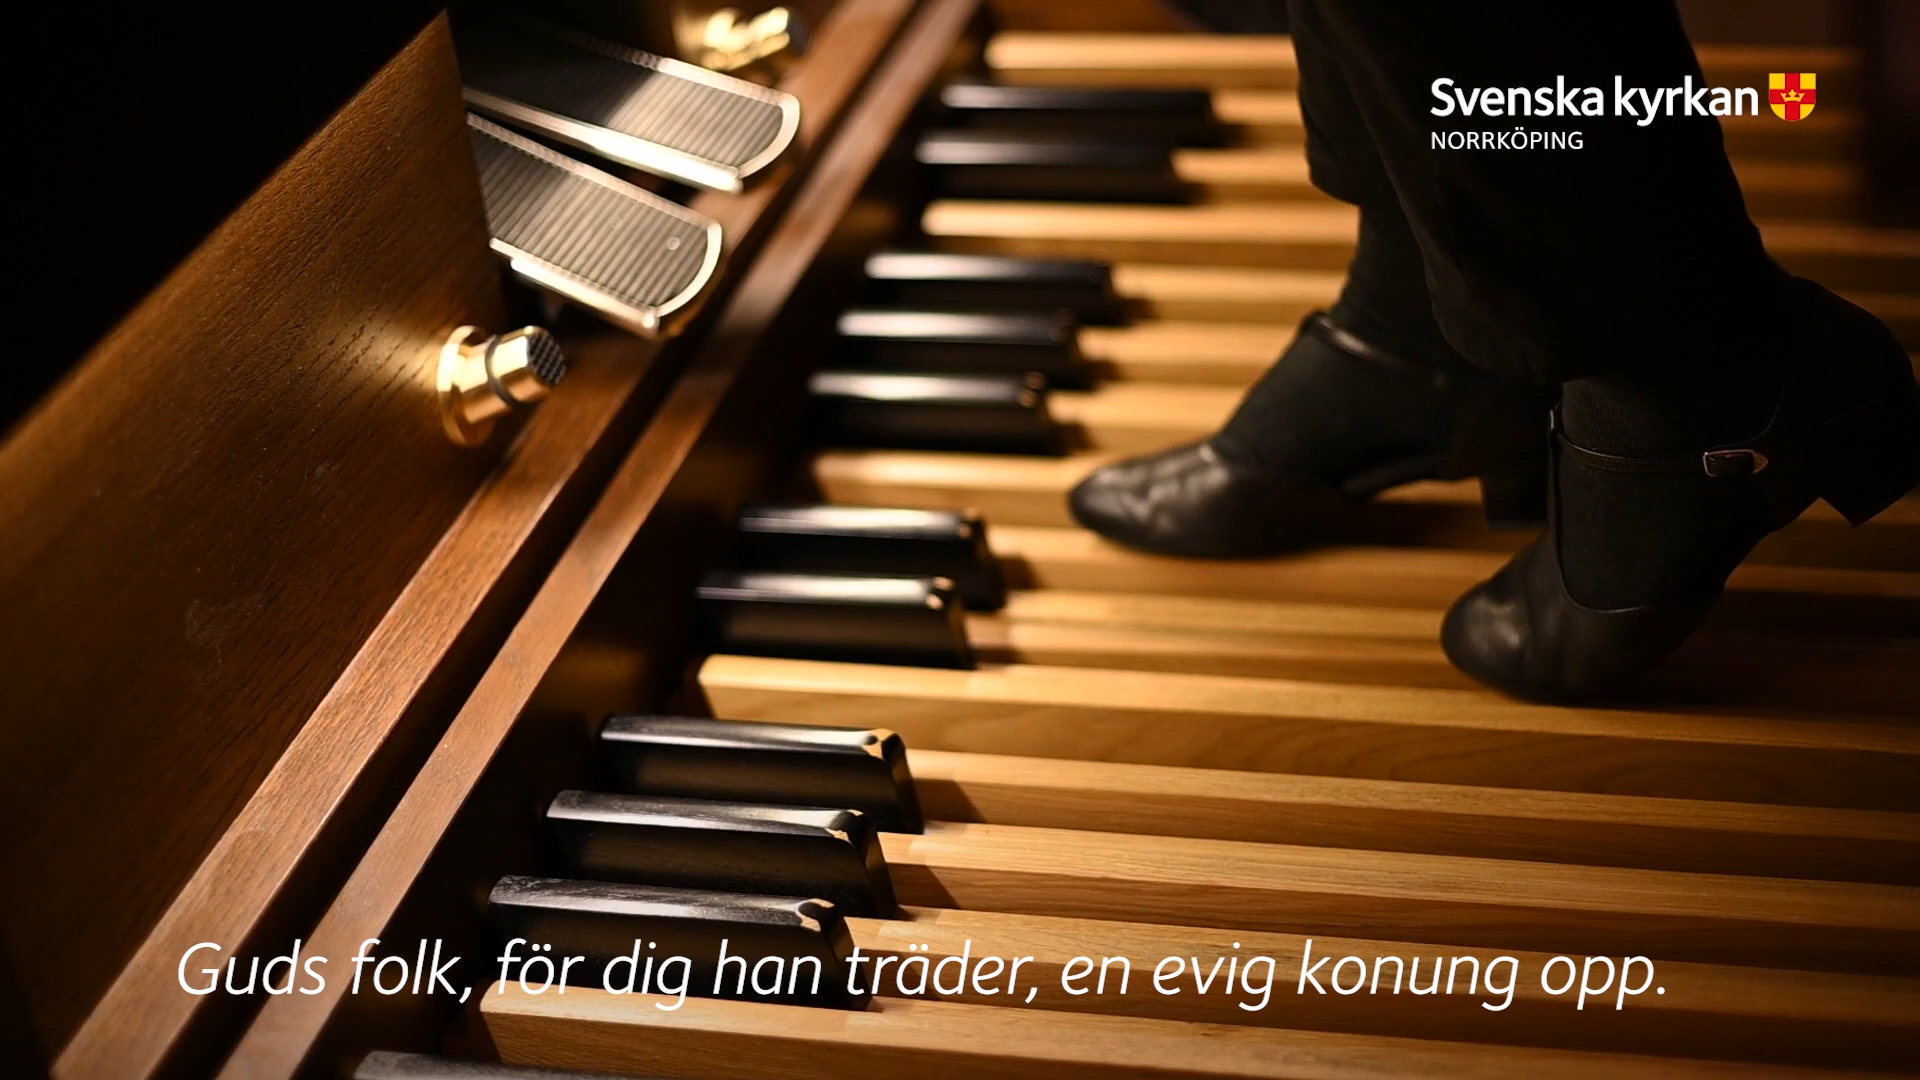 Svenska kyrkan
NORRKÖPING
Guds folk, för dig han träder, en evig konung opp.